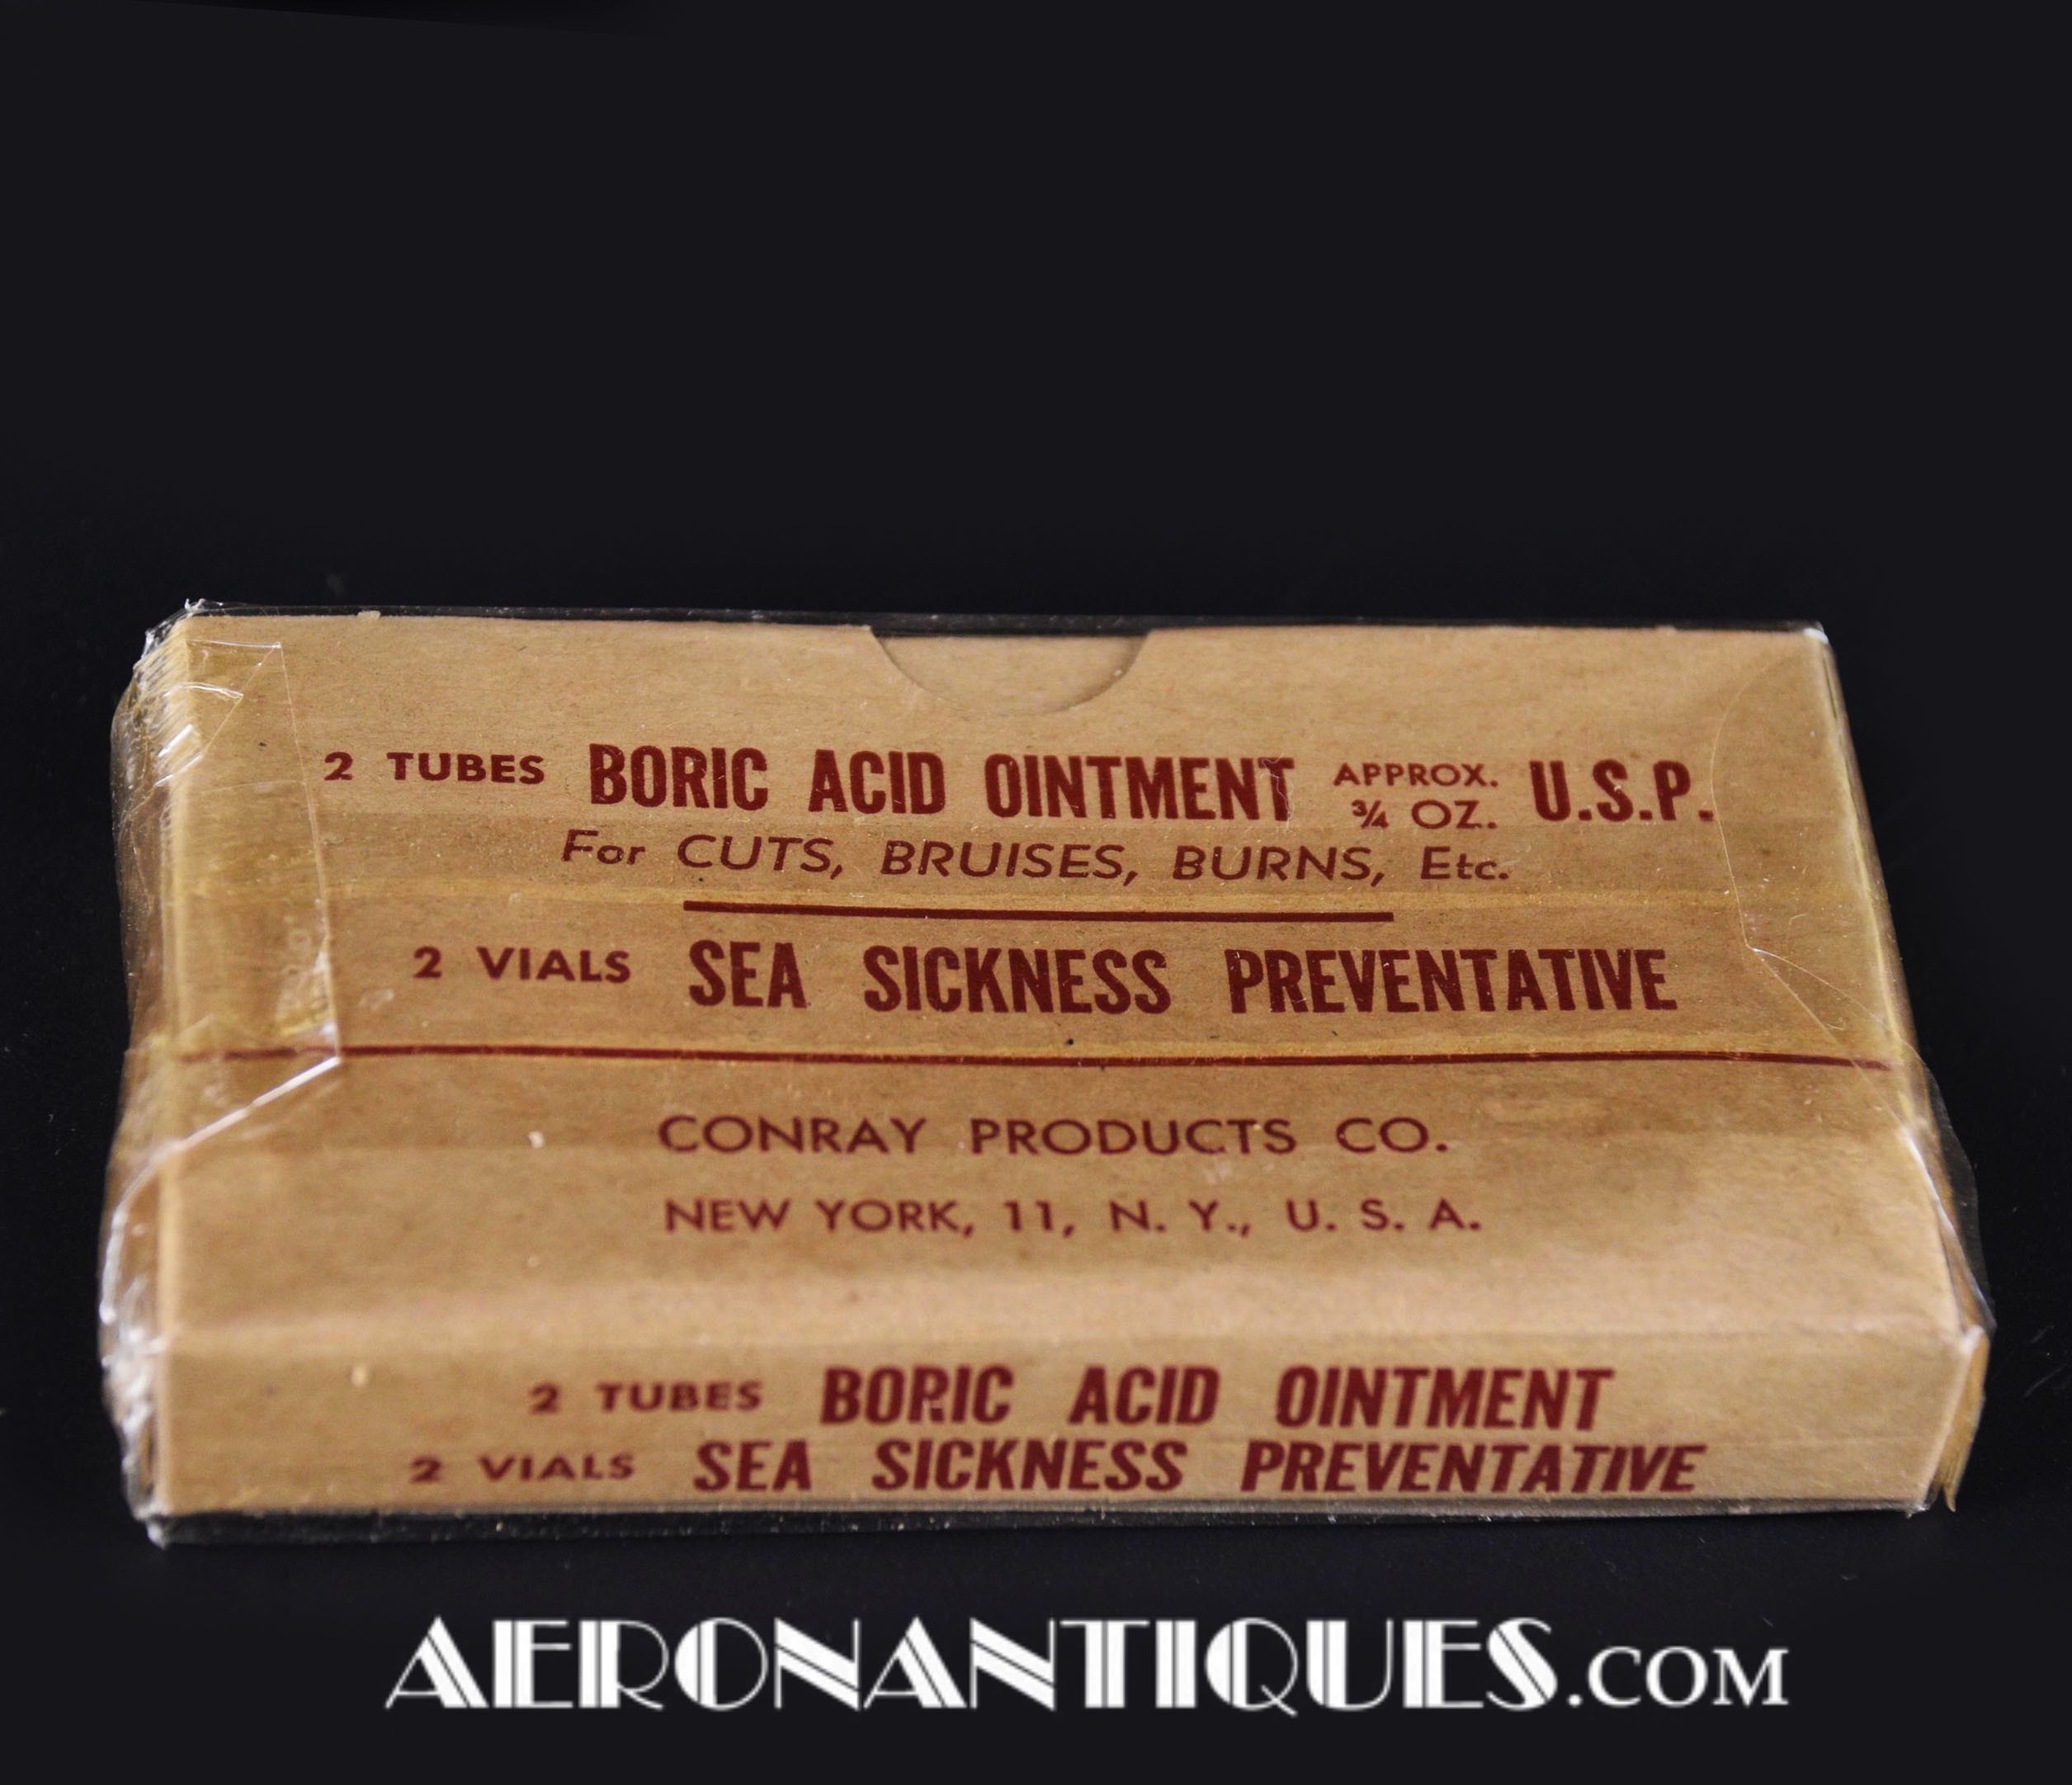 2 TUBES BORIC ACID OINTMENT APPROX. ¾ OZ. U.S.P.
For CUTS, BRUISES, BURNS, Etc.
2 VIALS SEA SICKNESS PREVENTATIVE
CONRAY PRODUCTS CO.
NEW YORK, 11, N. Y., U. S. A.
2 TUBES BORIC ACID OINTMENT
2 VIALS SEA SICKNESS PREVENTATIVE
AERONANTIQUES.COM